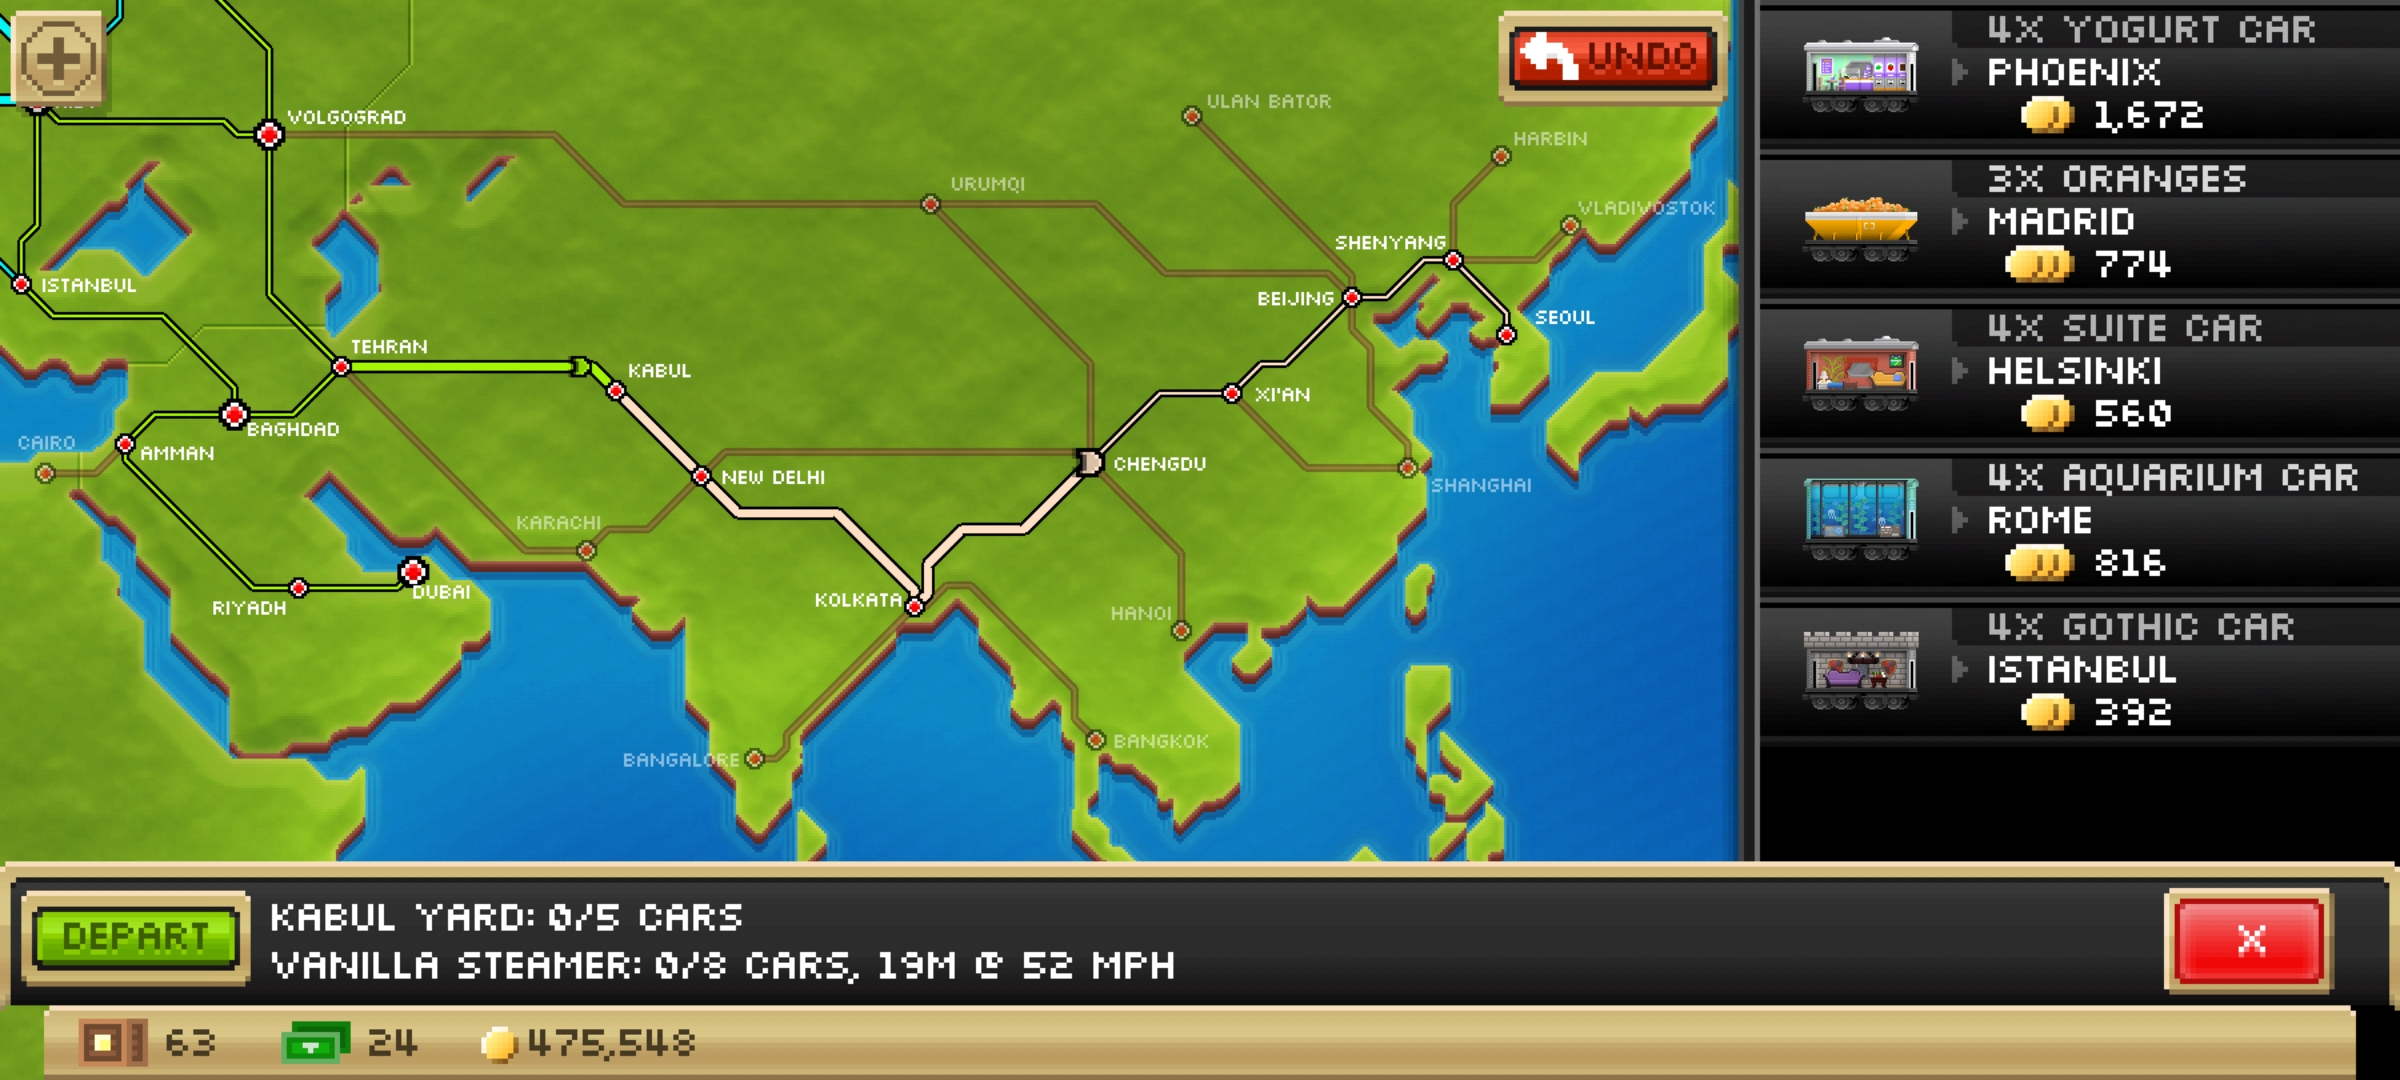 UNDO
VOLGOGRAD
ULAN BATOR
HARBIN
URUMQI
VLADIVOSTOK
SHENYANG
ISTANBUL
BEIJING
SEOUL
TEHRAN
KABUL
XI'AN
BAGHDAD
CAIRO
AMMAN
NEW DELHI
CHENGDU
SHANGHAI
KARACHI
DUBAI
RIYADH
KOLKATA
HANOI
BANGALORE
BANGKOK
4X YOGURT CAR
PHOENIX
1,672
3X ORANGES
MADRID
774
4X SUITE CAR
HELSINKI
560
4X AQUARIUM CAR
ROME
816
4X GOTHIC CAR
ISTANBUL
392
DEPART
KABUL YARD: 0/5 CARS
VANILLA STEAMER: 0/8 CARS, 19M @ 52 MPH
X
63
24
475,548